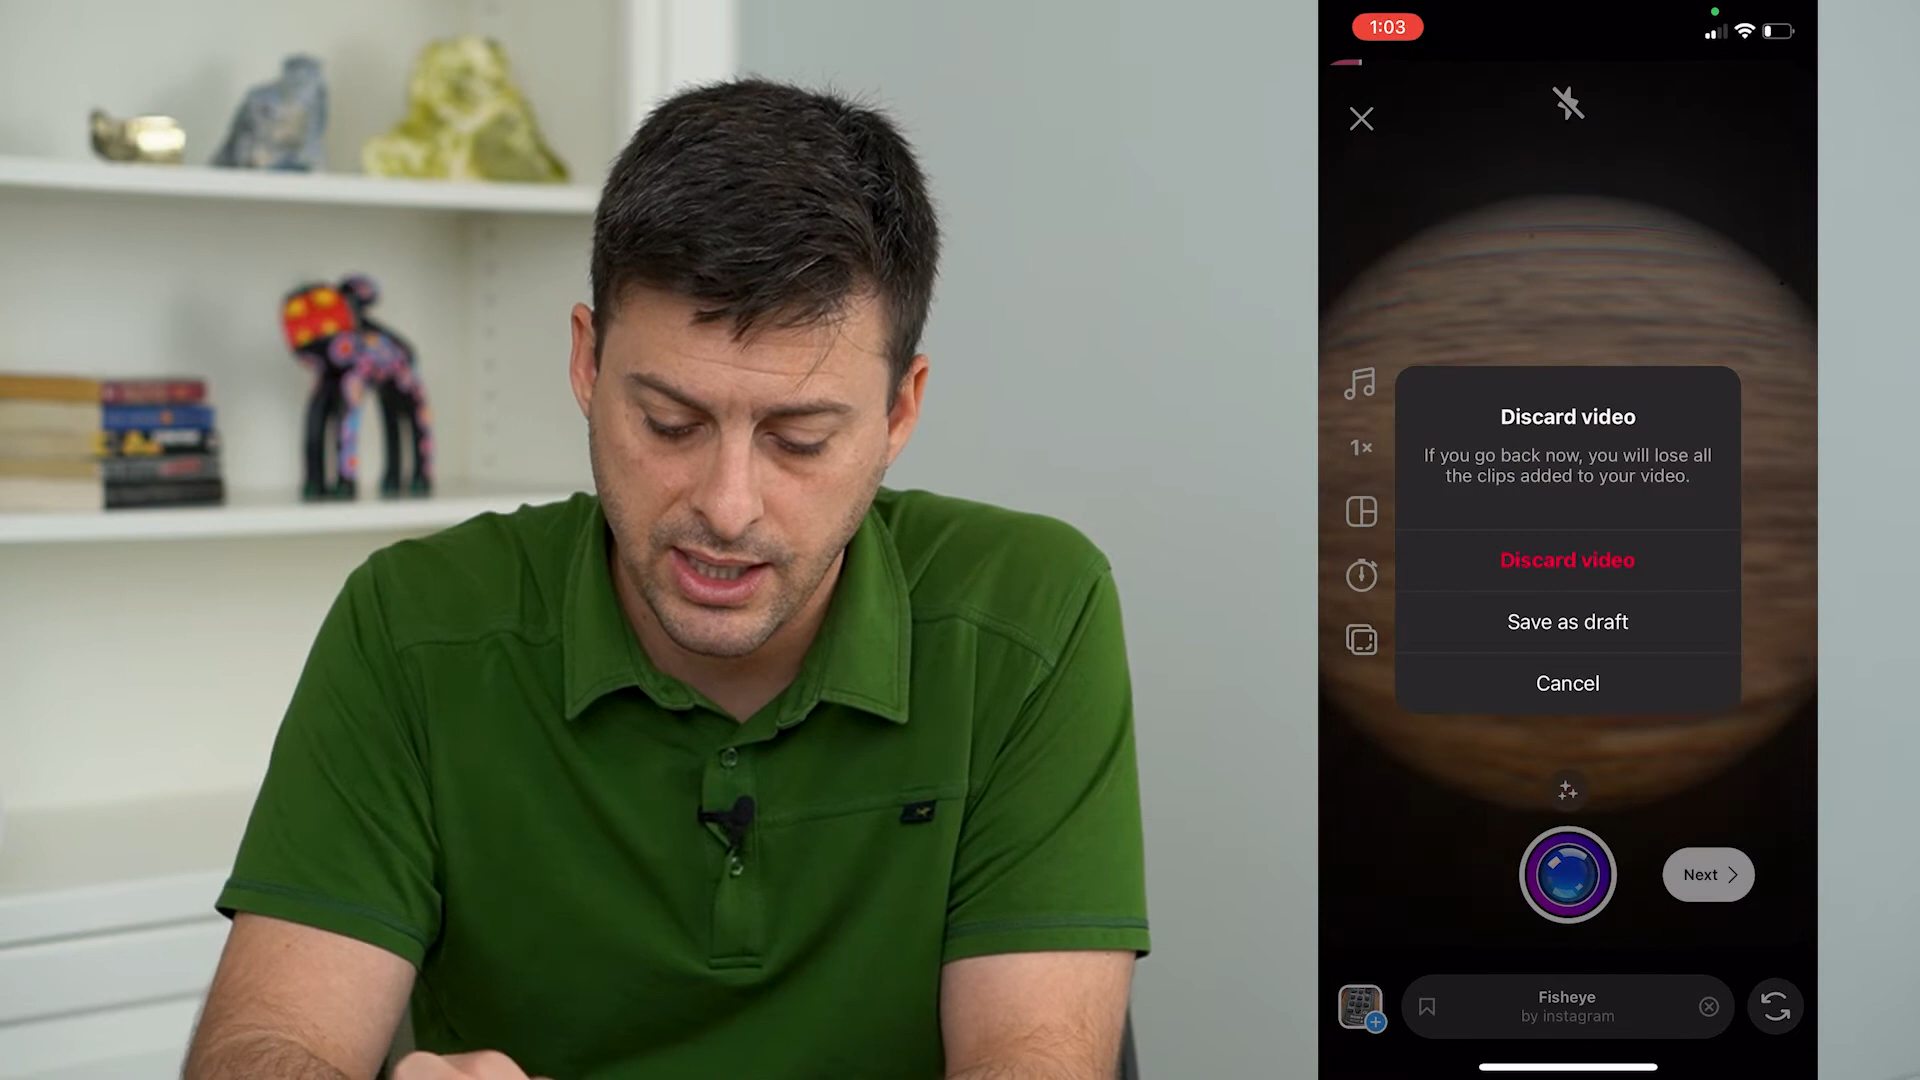 1:03
1×
Discard video
If you go back now, you will lose all
the clips added to your video.
Discard video
Save as draft
Cancel
Next
Fisheye
by instagram